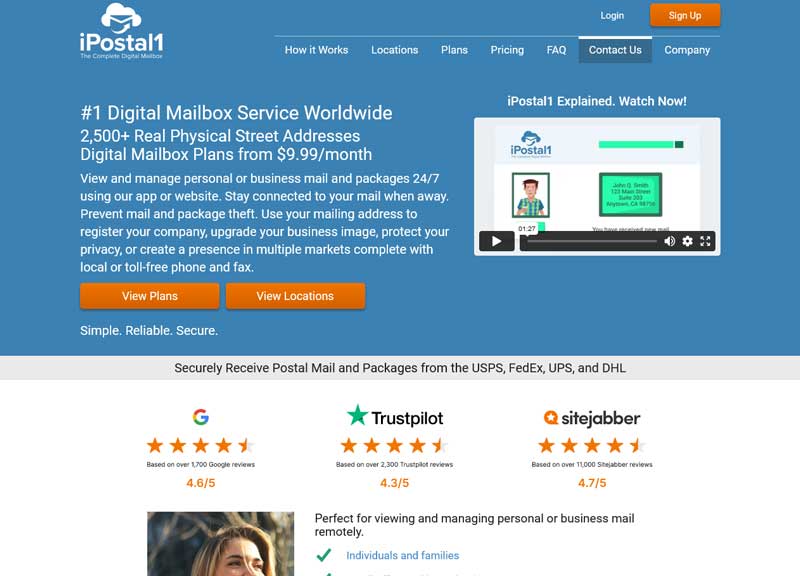 iPostal1
The Complete Digital Mailbox
Login
Sign Up
How it Works
Locations
Plans
Pricing
FAQ
Contact Us
Company
#1 Digital Mailbox Service Worldwide
2,500+ Real Physical Street Addresses
Digital Mailbox Plans from $9.99/month
View and manage personal or business mail and packages 24/7
using our app or website. Stay connected to your mail when away.
Prevent mail and package theft. Use your mailing address to
register your company, upgrade your business image, protect your
privacy, or create a presence in multiple markets complete with
local or toll-free phone and fax.
View Plans
View Locations
Simple. Reliable. Secure.
iPostal1 Explained. Watch Now!
iPostal1
The Complete Digital Mailbox
John Q. Smith
123 Main Street
Suite 203
Anytown, CA 98756
You have received new mail
01:27
Securely Receive Postal Mail and Packages from the USPS, FedEx, UPS, and DHL
G
Based on over 1,700 Google reviews
4.6/5
Trustpilot
Based on over 2,300 Trustpilot reviews
4.3/5
sitejabber
Based on over 11,000 Sitejabber reviews
4.7/5
Perfect for viewing and managing personal or business mail
remotely.
Individuals and families